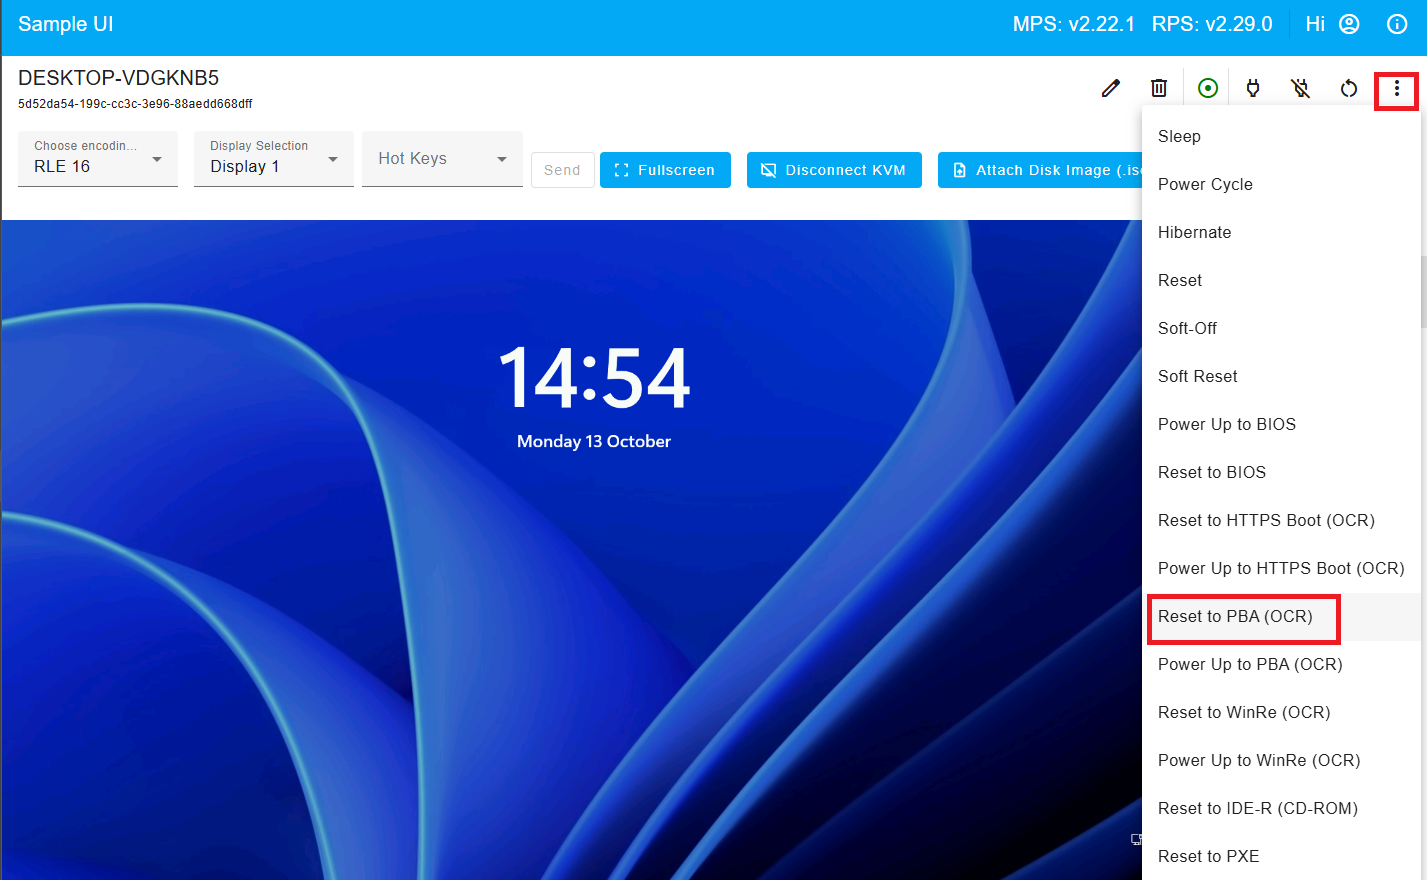 Sample UI
MPS: v2.22.1 RPS: v2.29.0 Hi
DESKTOP-VDGKNB5
5d52da54-199c-cc3c-3e96-88aedd668dff
Choose encodin...
RLE 16
Display Selection
Display 1
Hot Keys
Send
Fullscreen
Disconnect KVM
Attach Disk Image (.is
14:54
Monday 13 October
Sleep
Power Cycle
Hibernate
Reset
Soft-Off
Soft Reset
Power Up to BIOS
Reset to BIOS
Reset to HTTPS Boot (OCR)
Power Up to HTTPS Boot (OCR)
Reset to PBA (OCR)
Power Up to PBA (OCR)
Reset to WinRe (OCR)
Power Up to WinRe (OCR)
Reset to IDE-R (CD-ROM)
Reset to PXE